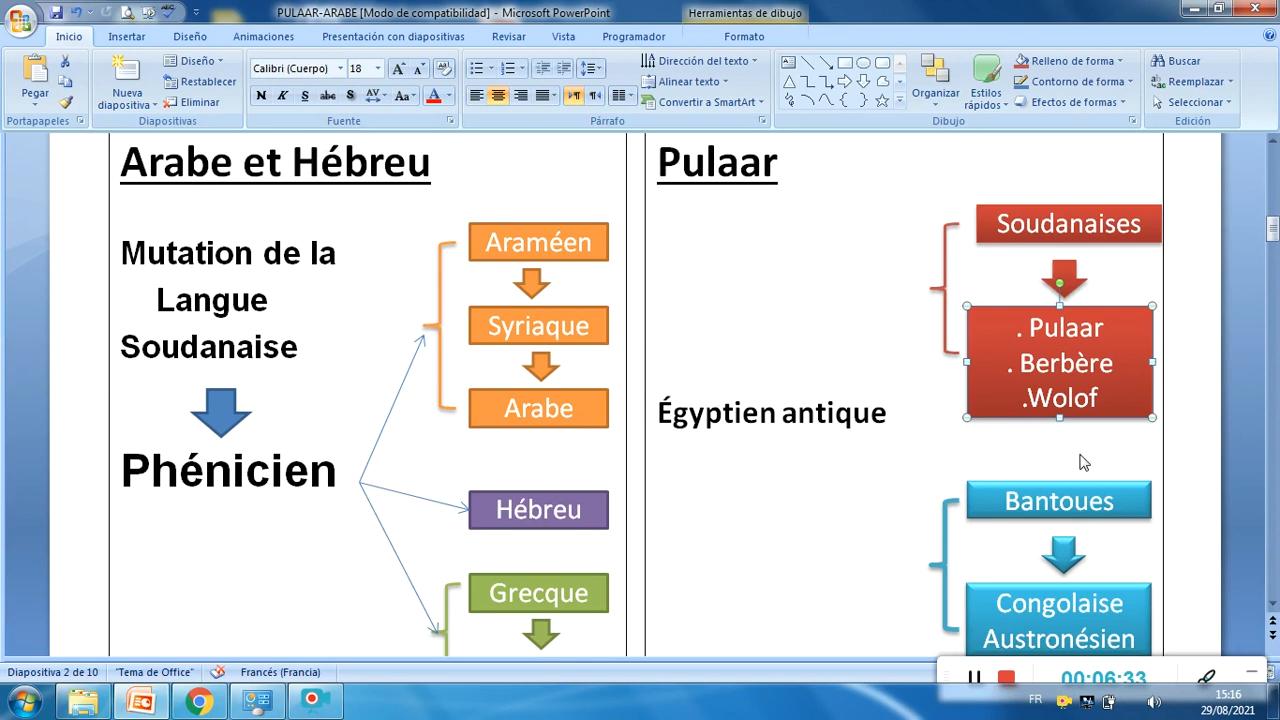 PULAAR-ARABE [Modo de compatibilidad] - Microsoft PowerPoint
Herramientas de dibujo
Inicio Insertar Diseño Animaciones Presentación con diapositivas Revisar Vista Programador Formato
Pegar
Portapapeles
Nueva diapositiva
Diseño
Restablecer
Eliminar
Diapositivas
Calibri (Cuerpo) 18
N K S abc S AV Aa A
Fuente
Párrafo
Dirección del texto
Alinear texto
Convertir a SmartArt
Organizar
Estilos rápidos
Relleno de forma
Contorno de forma
Efectos de formas
Dibujo
Buscar
Reemplazar
Seleccionar
Edición
Arabe et Hébreu
Mutation de la
Langue
Soudanaise
Phénicien
Araméen
Syriaque
Arabe
Hébreu
Grecque
Pulaar
Égyptien antique
Soudanaises
. Pulaar
. Berbère
.Wolof
Bantoues
Congolaise
Austronésien
Diapositiva 2 de 10 "Tema de Office" Francés (Francia)
00:06:33
FR
15:16
29/08/2021